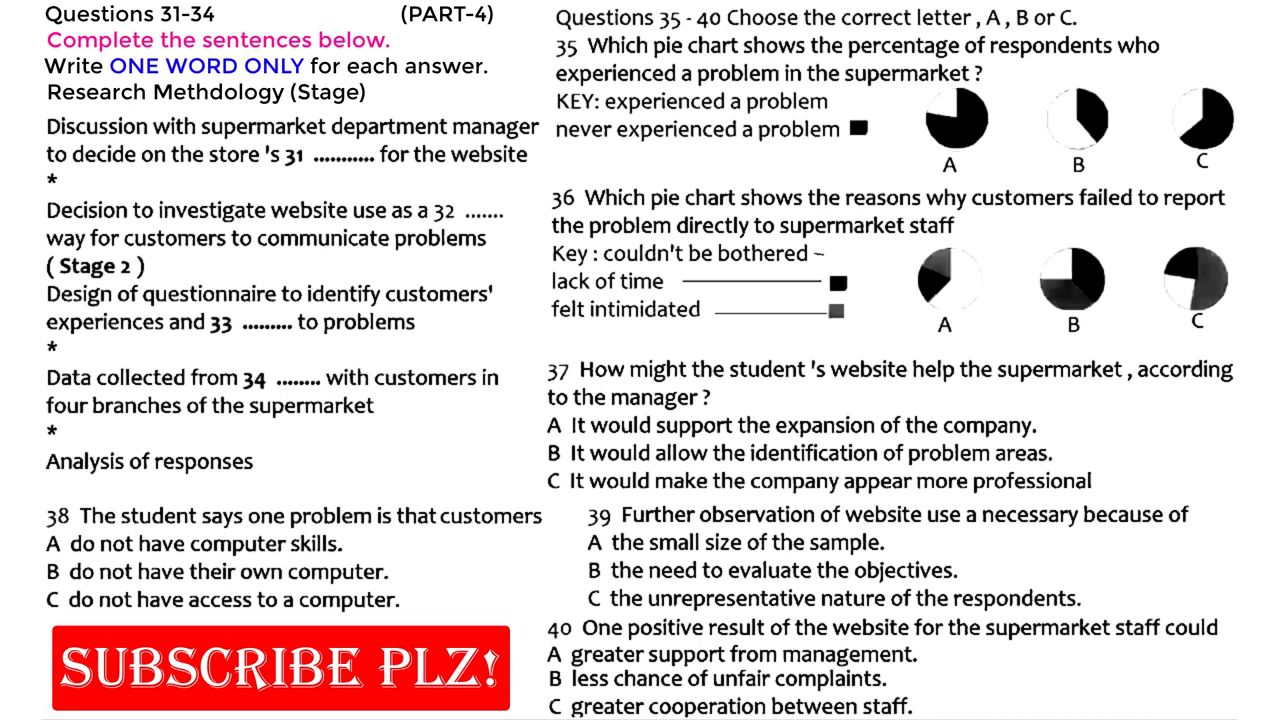 Questions 31-34 (PART-4)
Complete the sentences below.
Write ONE WORD ONLY for each answer.
Research Methdology (Stage)
Discussion with supermarket department manager
to decide on the store 's 31 ........... for the website
*
Decision to investigate website use as a 32 .......
way for customers to communicate problems
( Stage 2 )
Design of questionnaire to identify customers'
experiences and 33 ......... to problems
*
Data collected from 34 ........ with customers in
four branches of the supermarket
*
Analysis of responses
Questions 35 - 40 Choose the correct letter , A , B or C.
35 Which pie chart shows the percentage of respondents who
experienced a problem in the supermarket ?
KEY: experienced a problem
never experienced a problem
A B C
36 Which pie chart shows the reasons why customers failed to report
the problem directly to supermarket staff
Key : couldn't be bothered –
lack of time
felt intimidated
A B C
37 How might the student 's website help the supermarket , according
to the manager ?
A It would support the expansion of the company.
B It would allow the identification of problem areas.
C It would make the company appear more professional
38 The student says one problem is that customers
A do not have computer skills.
B do not have their own computer.
C do not have access to a computer.
39 Further observation of website use a necessary because of
A the small size of the sample.
B the need to evaluate the objectives.
C the unrepresentative nature of the respondents.
40 One positive result of the website for the supermarket staff could
A greater support from management.
B less chance of unfair complaints.
C greater cooperation between staff.
SUBSCRIBE PLZ!